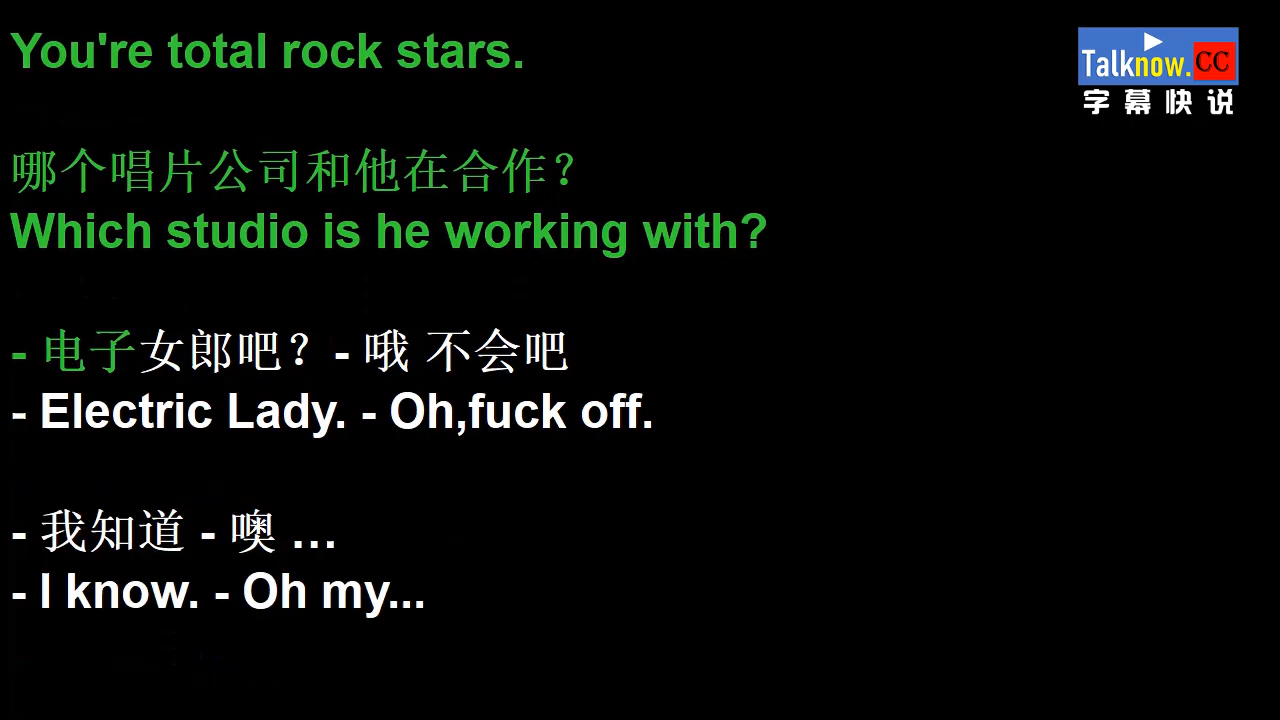 You're total rock stars.
Talknow.CC
字幕快说
哪个唱片公司和他在合作？
Which studio is he working with?
- 电子女郎吧？- 哦 不会吧
- Electric Lady. - Oh,fuck off.
- 我知道 - 噢 …
- I know. - Oh my...